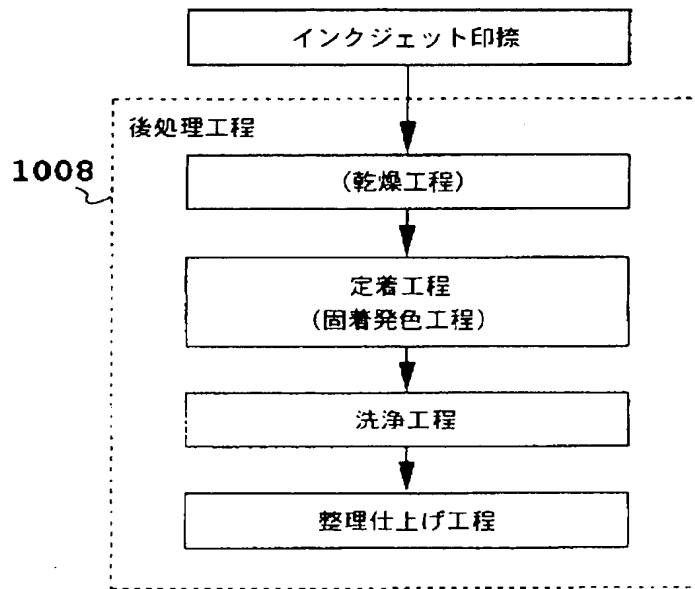 インクジェット印捺
後処理工程
1008
(乾燥工程)
定着工程
(固着発色工程)
洗浄工程
整理仕上げ工程